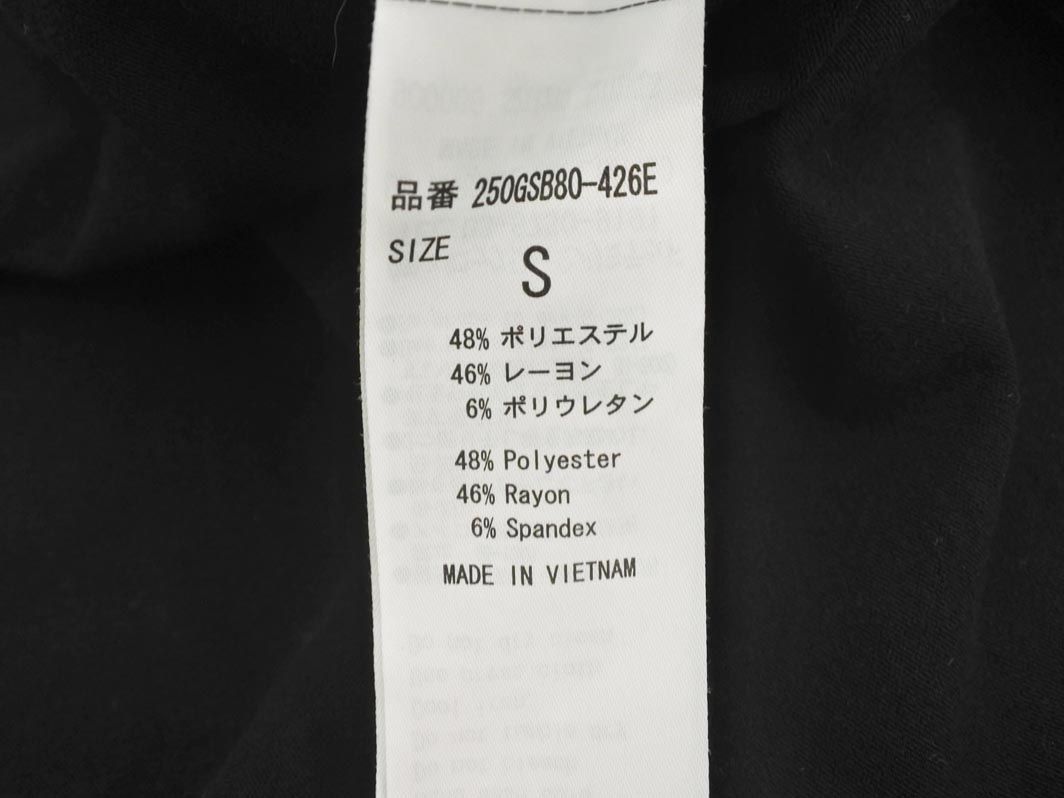 品番 250GSB80-426E
SIZE
S
48% ポリエステル
46% レーヨン
6% ポリウレタン
48% Polyester
46% Rayon
6% Spandex
MADE IN VIETNAM